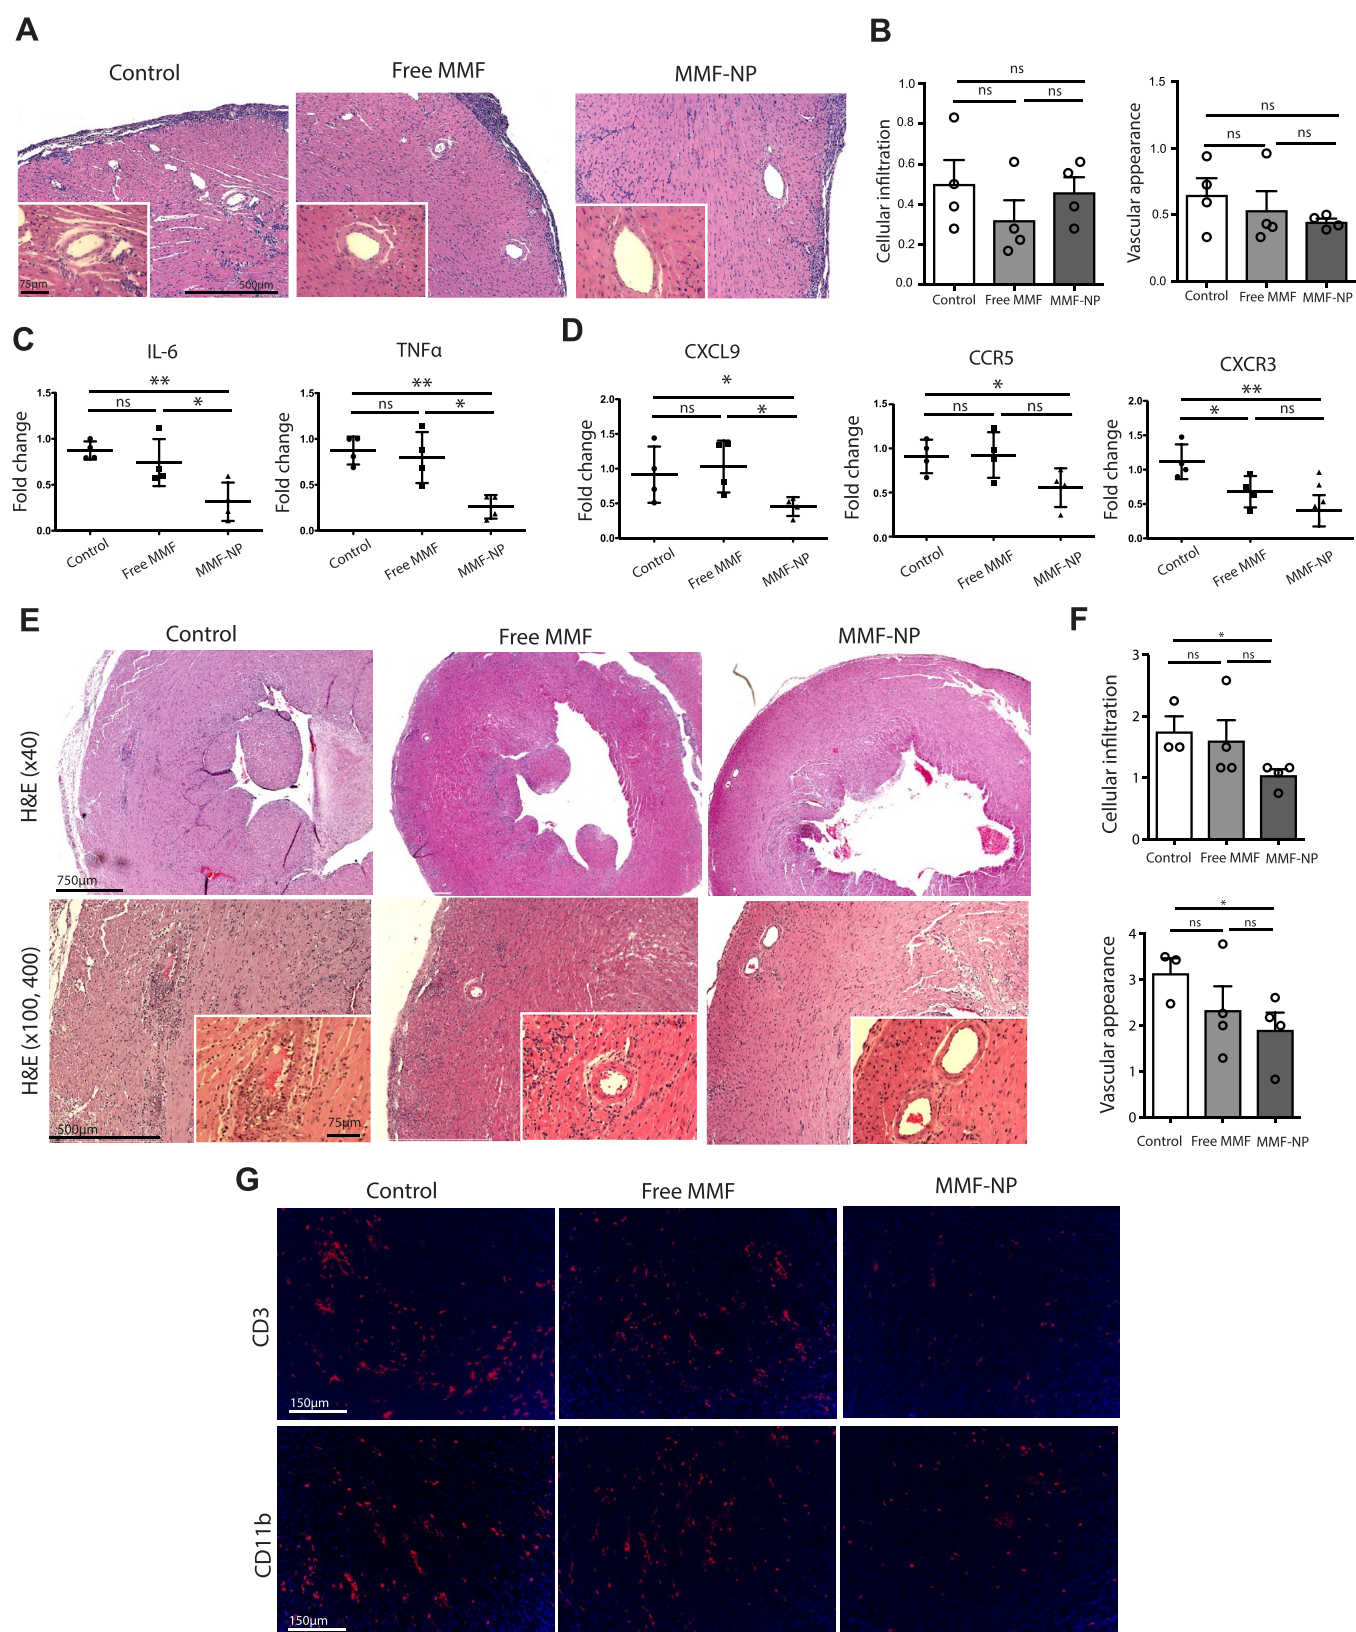 A
Control
Free MMF
MMF-NP
75µm
500µm
B
Cellular infiltration
1.0
0.8
0.6
0.4
0.2
0.0
ns
ns
ns
Control
Free MMF
MMF-NP
Vascular appearance
1.5
1.0
0.5
0.0
ns
ns
ns
Control
Free MMF
MMF-NP
C
IL-6
Fold change
1.5
1.0
0.5
0.0
**
ns
*
Control
Free MMF
MMF-NP
TNFα
Fold change
1.5
1.0
0.5
0.0
**
ns
*
Control
Free MMF
MMF-NP
D
CXCL9
Fold change
2.0
1.5
1.0
0.5
0.0
*
ns
*
Control
Free MMF
MMF-NP
CCR5
Fold change
1.5
1.0
0.5
0.0
*
ns
ns
Control
Free MMF
MMF-NP
CXCR3
Fold change
2.0
1.5
1.0
0.5
0.0
**
*
ns
Control
Free MMF
MMF-NP
E
Control
Free MMF
MMF-NP
H&E (x40)
750µm
H&E (x100, 400)
500µm
75µm
F
Cellular infiltration
3
2
1
0
*
ns
ns
Control
Free MMF
MMF-NP
Vascular appearance
4
3
2
1
0
*
ns
ns
Control
Free MMF
MMF-NP
G
Control
Free MMF
MMF-NP
CD3
150µm
CD11b
150µm